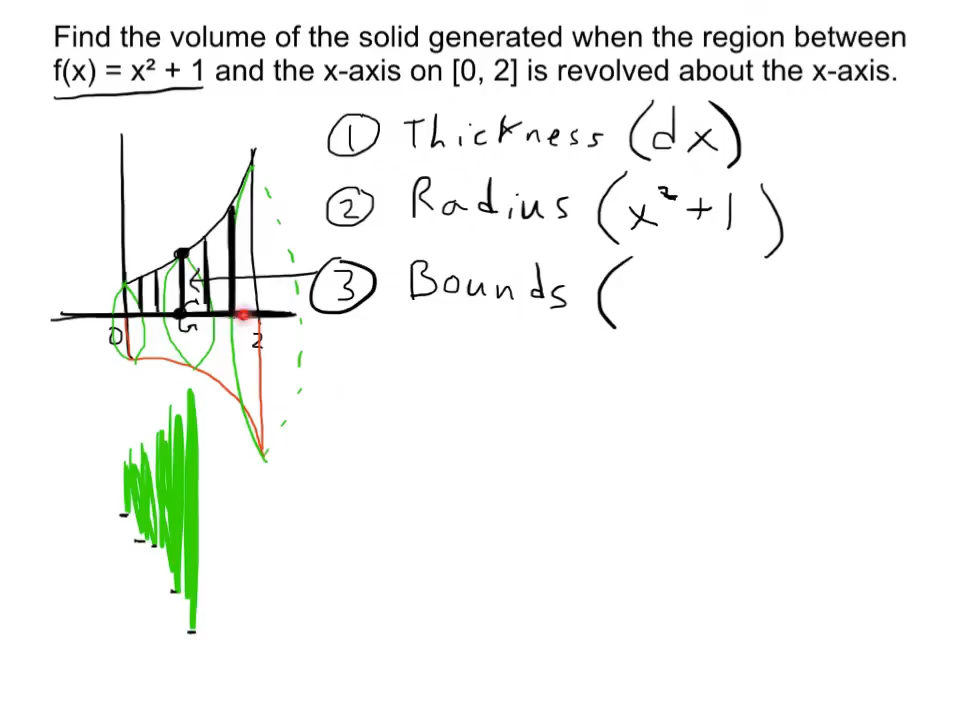 Find the volume of the solid generated when the region between
f(x) = x² + 1 and the x-axis on [0, 2] is revolved about the x-axis.
① Thickness (dx)
② Radius (x²+1)
③ Bounds (
0 2